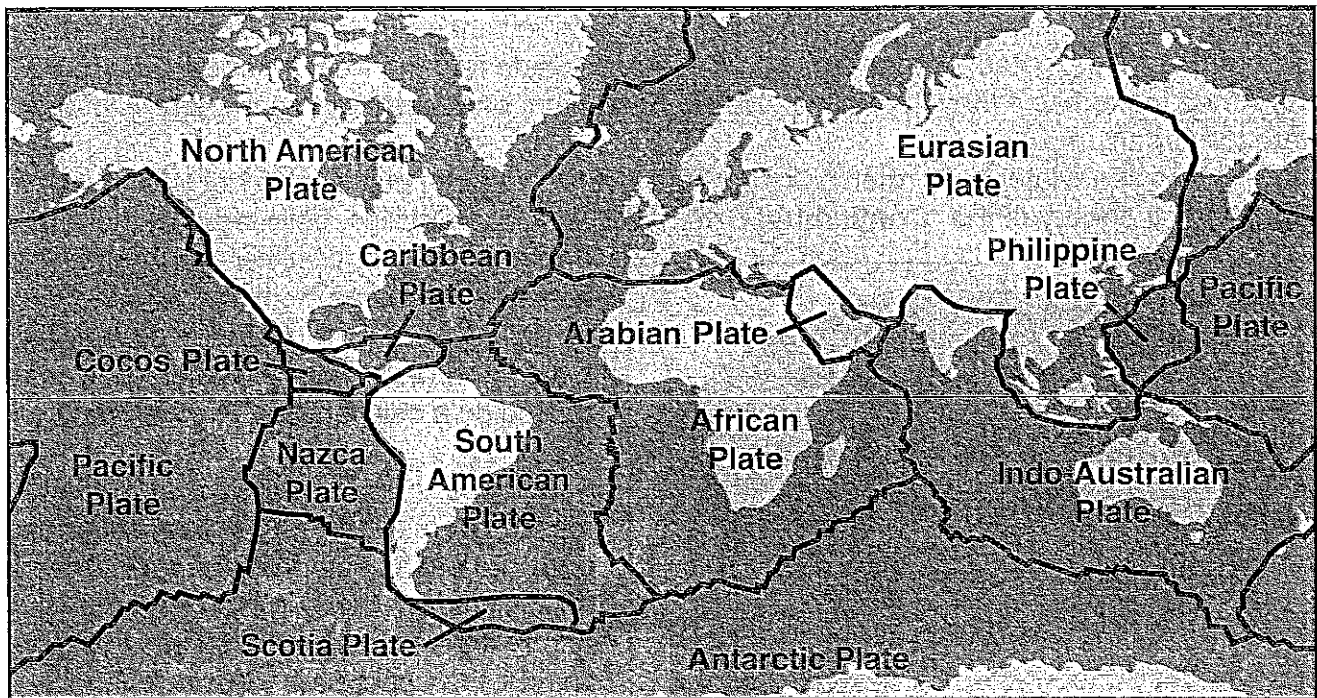 North American
Plate
Eurasian
Plate
Caribbean
Plate
Philippine
Plate
Pacific
Plate
Arabian Plate
Cocos Plate
African
Plate
Pacific
Plate
Nazca
Plate
South
American
Plate
Indo-Australian
Plate
Scotia Plate
Antarctic Plate